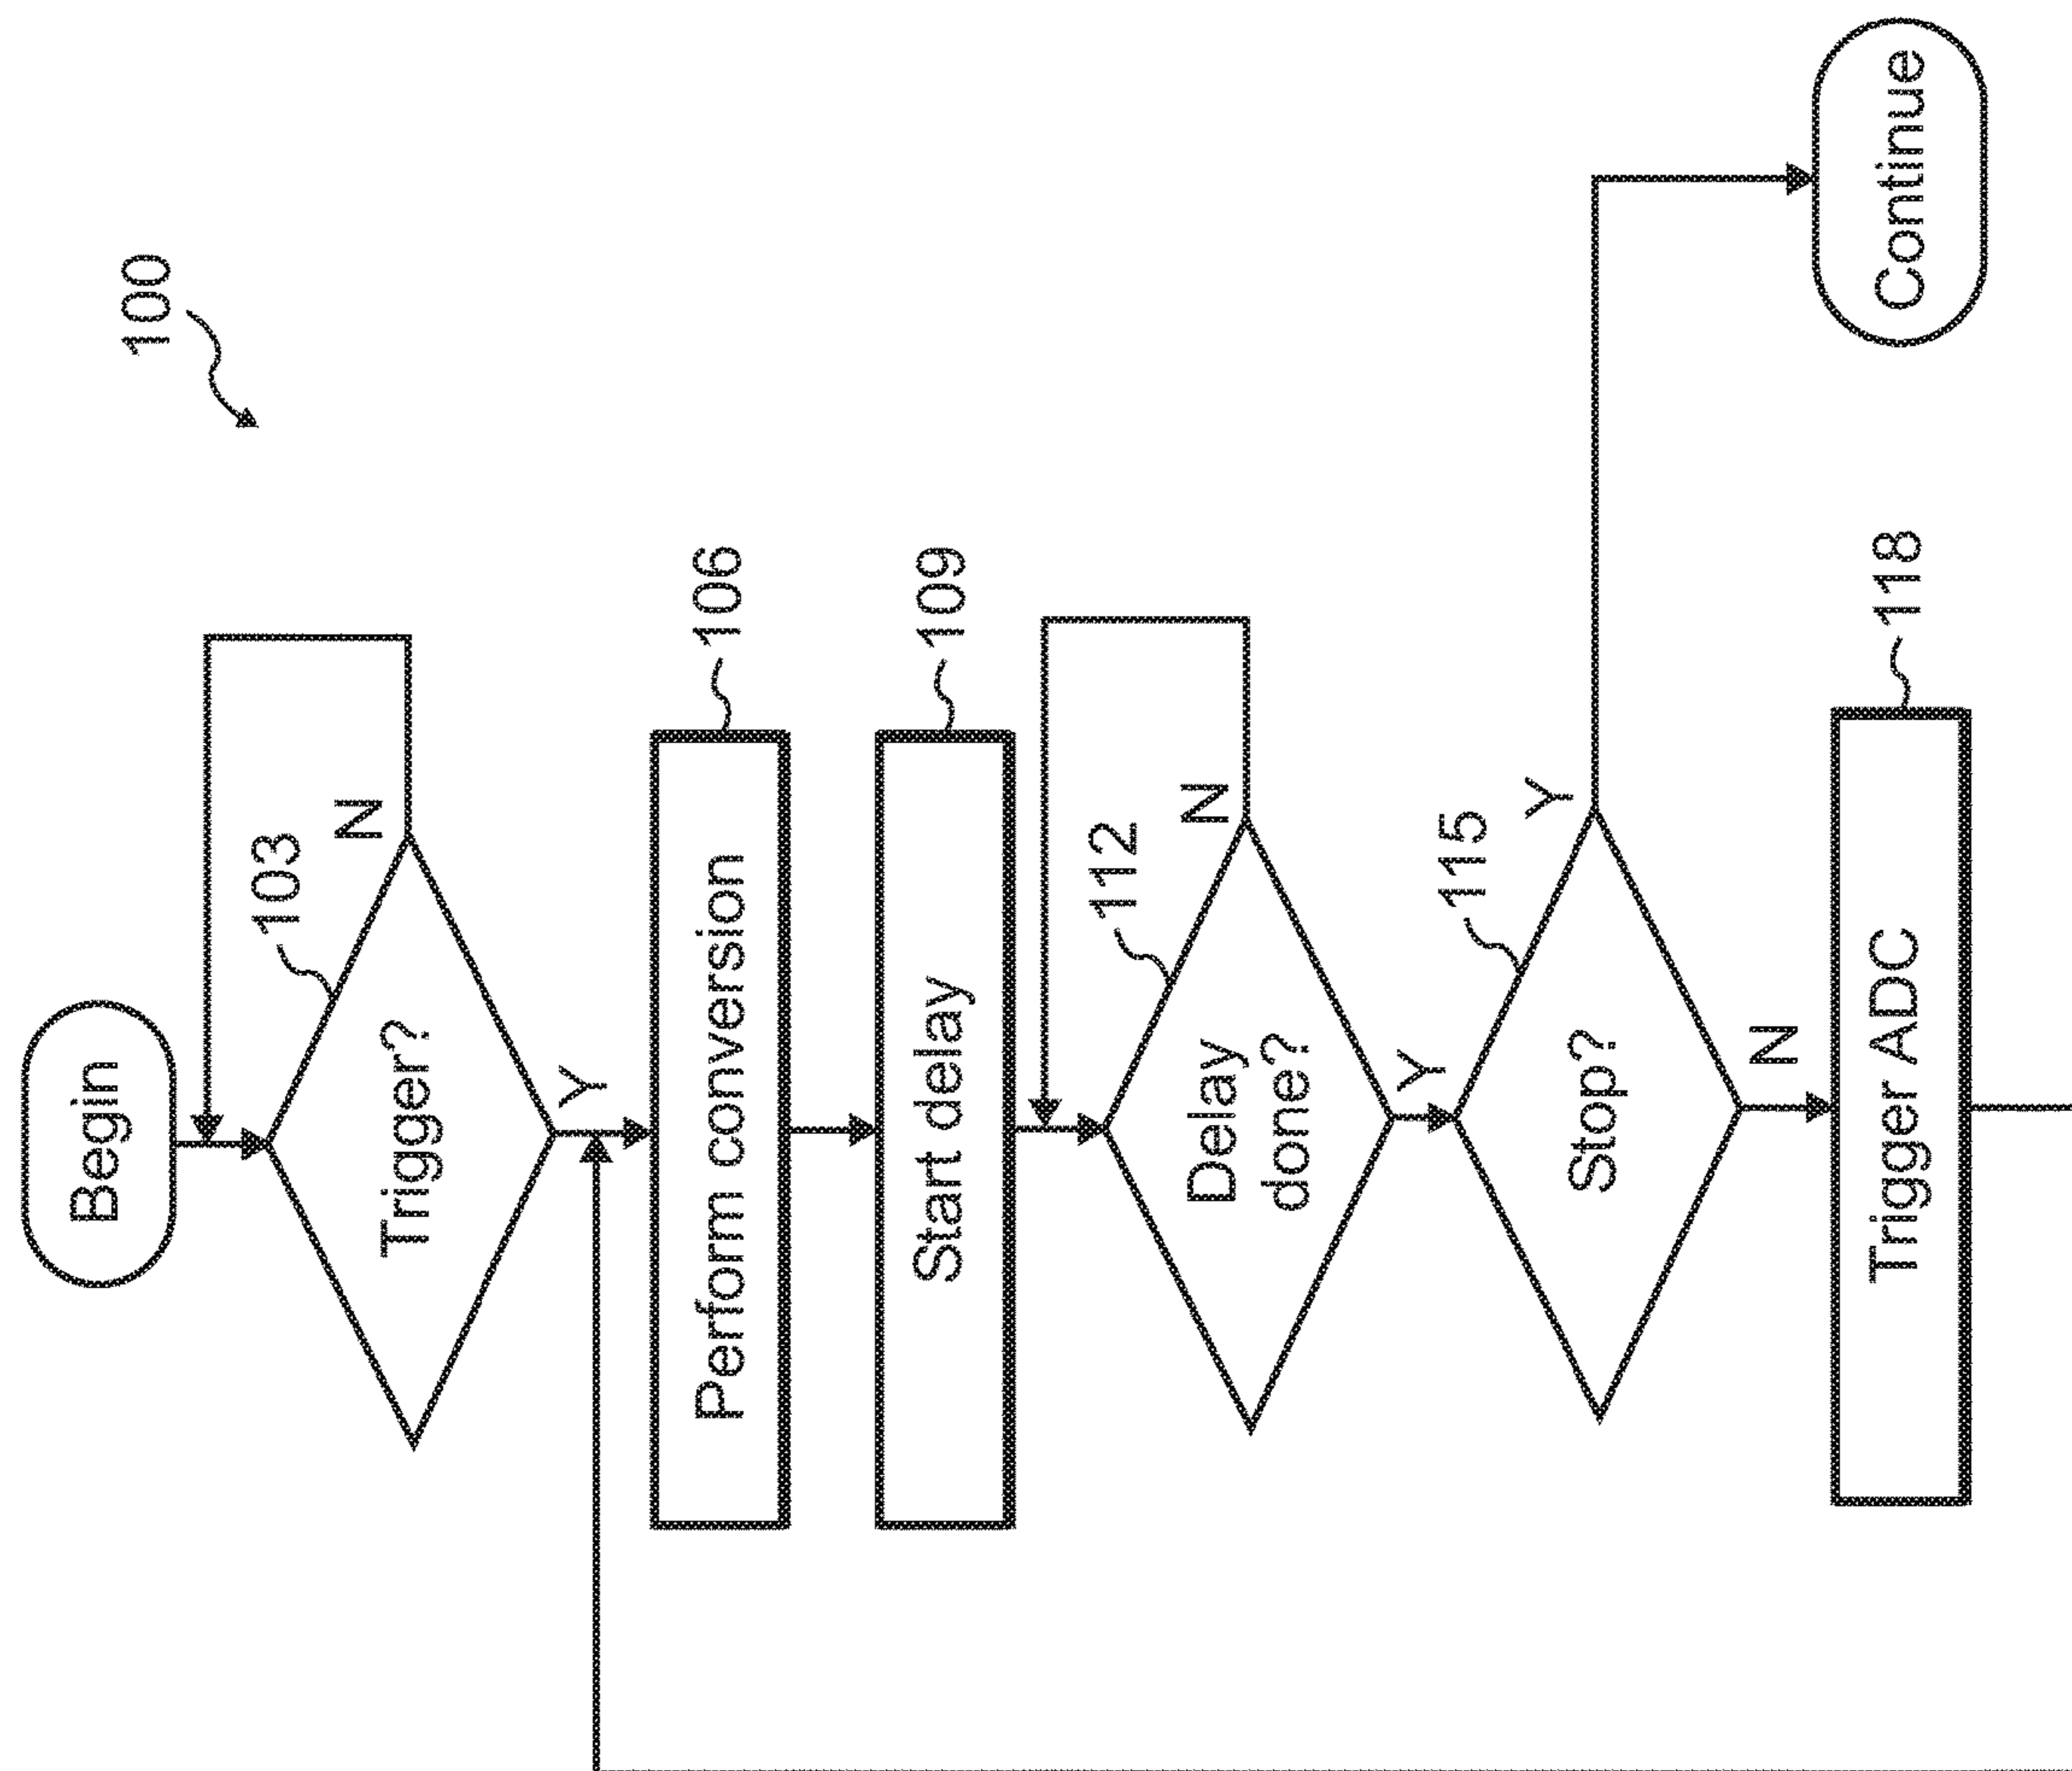 100
Begin
103
Trigger?
N
Y
106
Perform conversion
109
Start delay
112
Delay
done?
N
Y
115
Stop?
Y
N
118
Trigger ADC
Continue